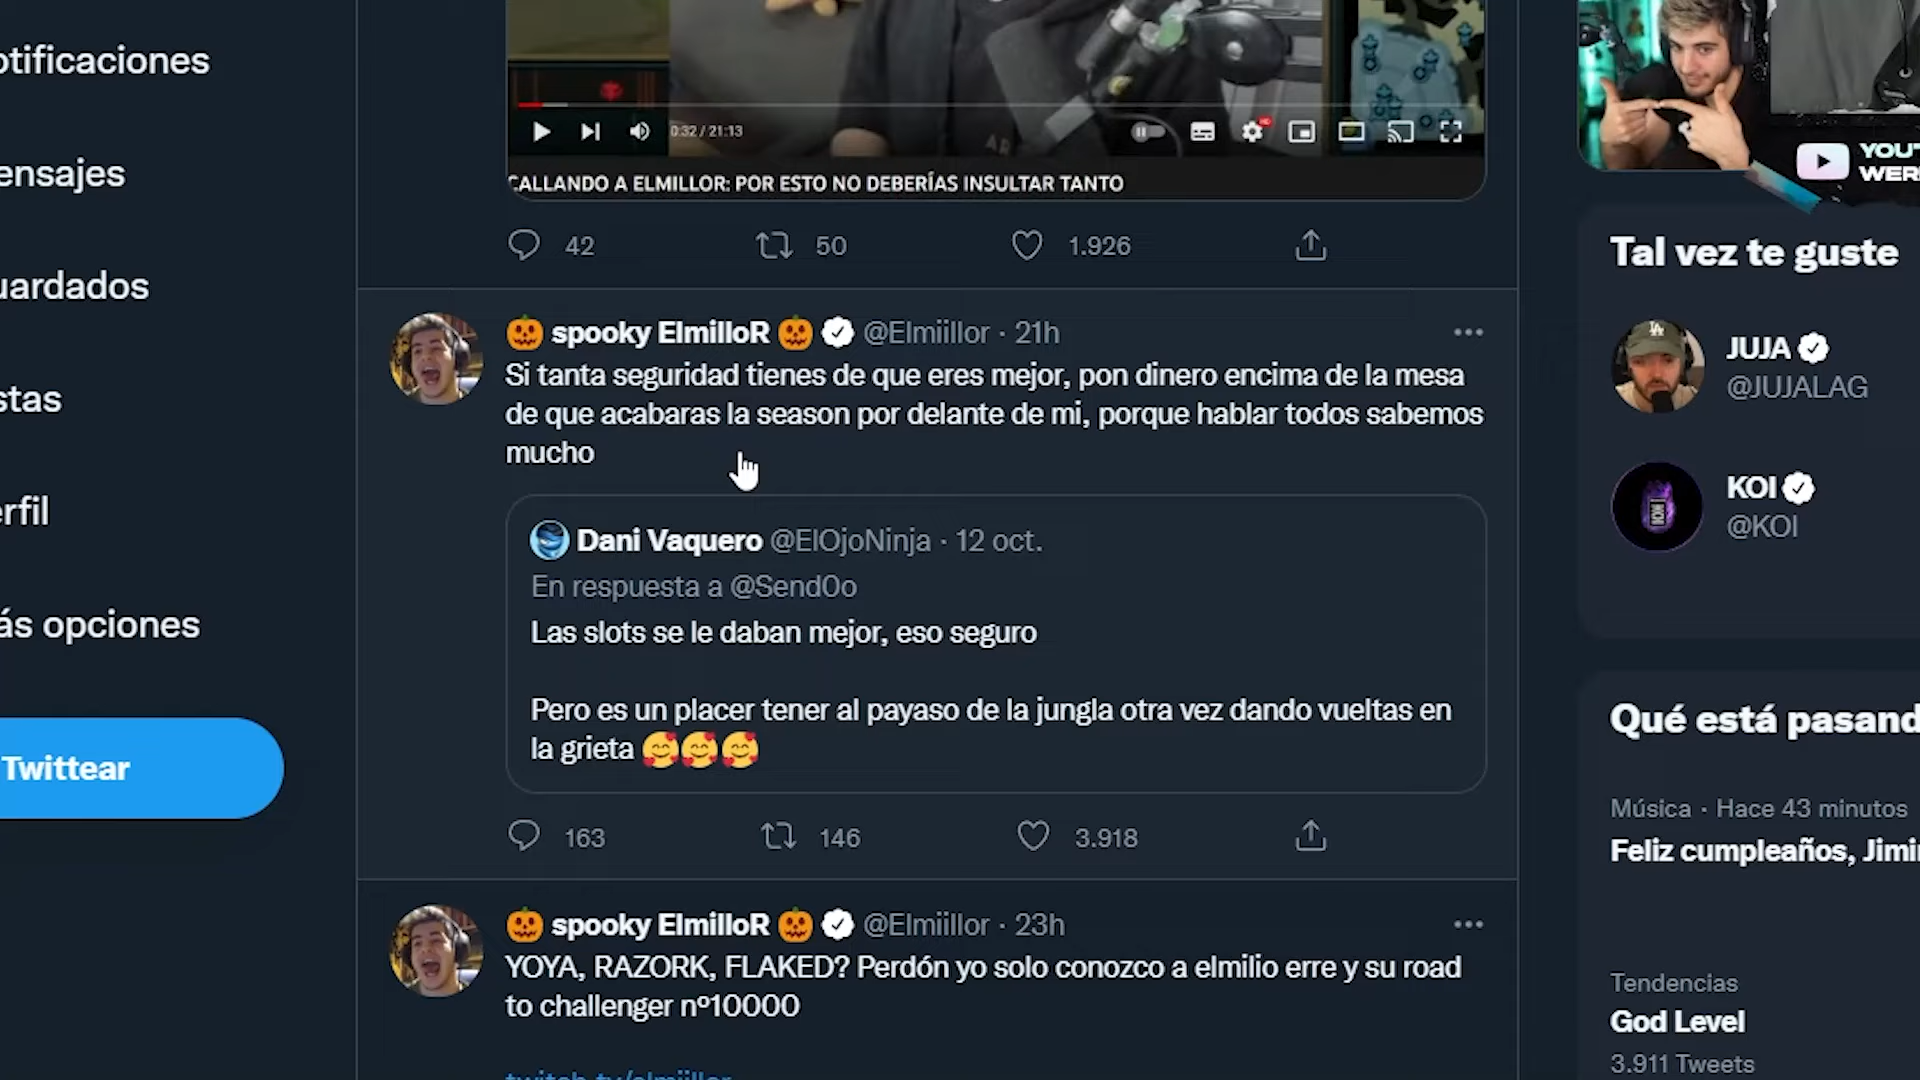 otificaciones
ensajes
uardados
stas
erfil
ás opciones
Twittear
0:32 / 21:13
CALLANDO A ELMILLOR: POR ESTO NO DEBERÍAS INSULTAR TANTO
42 50 1.926
🎃 spooky ElmilloR 🎃 @Elmiillor · 21h
Si tanta seguridad tienes de que eres mejor, pon dinero encima de la mesa
de que acabaras la season por delante de mi, porque hablar todos sabemos
mucho
Dani Vaquero @ElOjoNinja · 12 oct.
En respuesta a @Send0o
Las slots se le daban mejor, eso seguro
Pero es un placer tener al payaso de la jungla otra vez dando vueltas en
la grieta 🥰🥰🥰
163 146 3.918
🎃 spooky ElmilloR 🎃 @Elmiillor · 23h
YOYA, RAZORK, FLAKED? Perdón yo solo conozco a elmilio erre y su road
to challenger nº10000
twitch.tv/elmiillor
YOUT
WER
Tal vez te guste
JUJA
@JUJALAG
KOI
@KOI
Qué está pasand
Música · Hace 43 minutos
Feliz cumpleaños, Jimi
Tendencias
God Level
3.911 Tweets